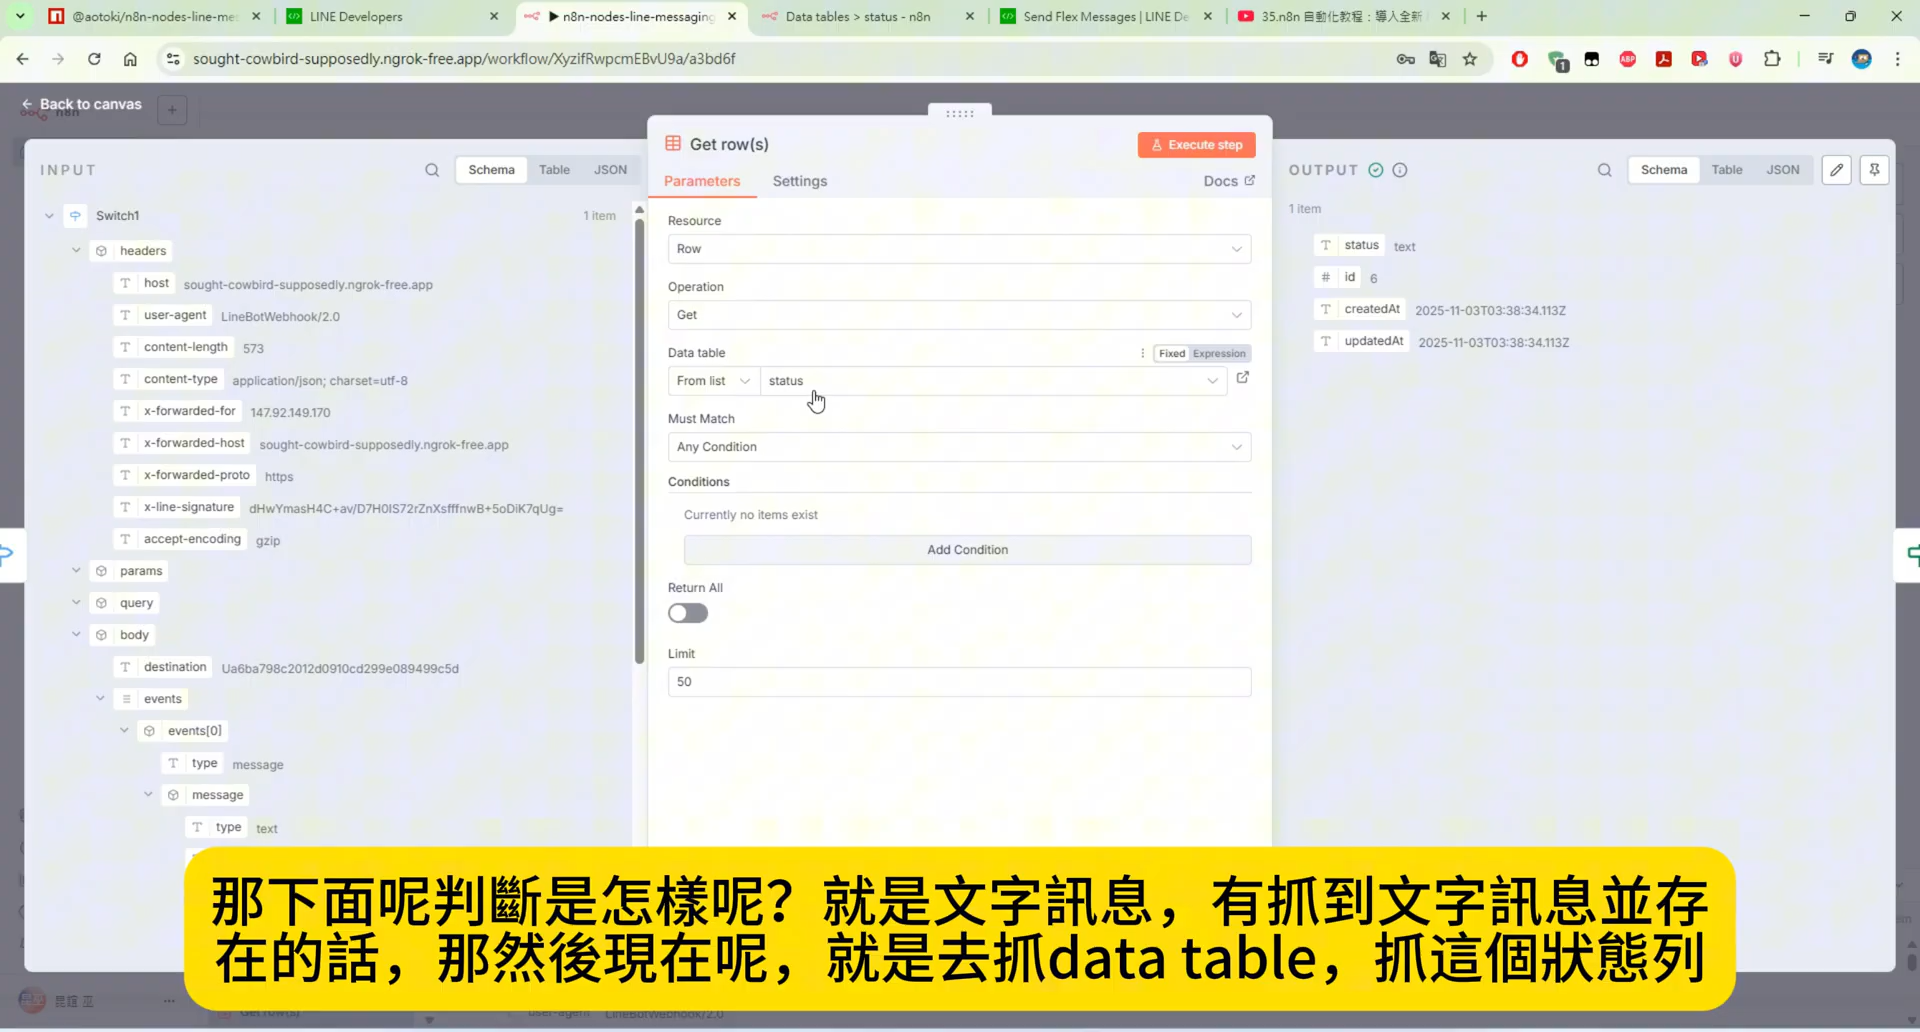 @aotoki/n8n-nodes-line-me
LINE Developers
▶ n8n-nodes-line-messaging
Data tables > status - n8n
Send Flex Messages | LINE De
35.n8n 自動化教程：導入全新
sought-cowbird-supposedly.ngrok-free.app/workflow/XyzifRwpcmEBvU9a/a3bd6f
Back to canvas
n8n
INPUT
Schema
Table
JSON
Switch1
1 item
headers
host sought-cowbird-supposedly.ngrok-free.app
user-agent LineBotWebhook/2.0
content-length 573
content-type application/json; charset=utf-8
x-forwarded-for 147.92.149.170
x-forwarded-host sought-cowbird-supposedly.ngrok-free.app
x-forwarded-proto https
x-line-signature dHwYmasH4C+av/D7H0IS72rZnXsfffnwB+5oDiK7qUg=
accept-encoding gzip
params
query
body
destination Ua6ba798c2012d0910cd299e089499c5d
events
events[0]
type message
message
type text
Get row(s)
Execute step
Parameters
Settings
Docs
Resource
Row
Operation
Get
Data table
Fixed Expression
From list
status
Must Match
Any Condition
Conditions
Currently no items exist
Add Condition
Return All
Limit
50
OUTPUT
Schema
Table
JSON
1 item
status text
id 6
createdAt 2025-11-03T03:38:34.113Z
updatedAt 2025-11-03T03:38:34.113Z
那下面呢判斷是怎樣呢？就是文字訊息，有抓到文字訊息並存
在的話，那然後現在呢，就是去抓data table，抓這個狀態列
Get row(s)
user-agent LineBotWebhook/2.0